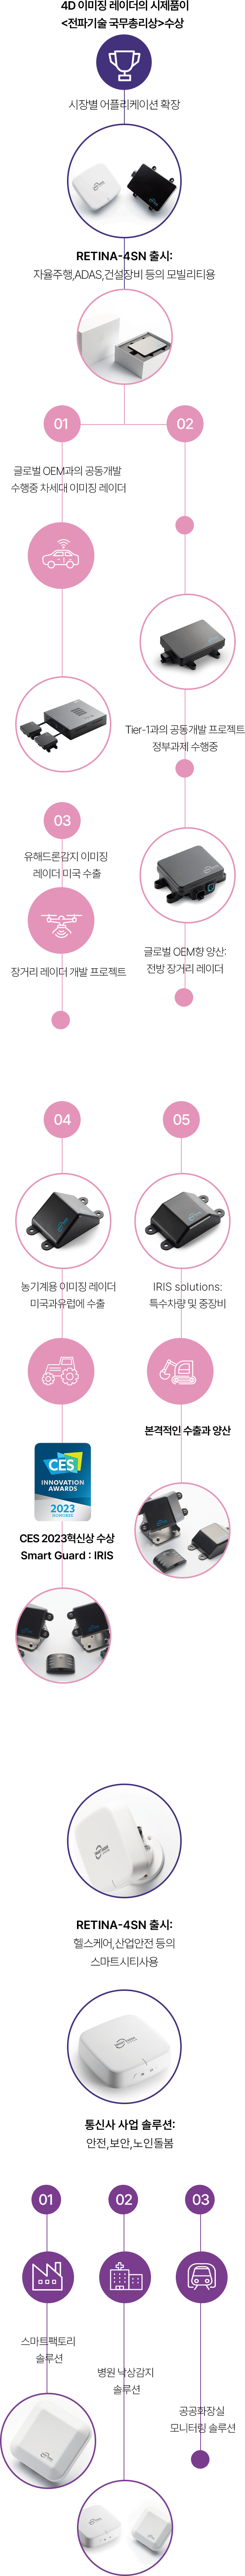 4D 이미징 레이더의 시제품이
<전파기술 국무총리상>수상
시장별 어플리케이션 확장
RETINA-4SN 출시:
자율주행,ADAS,건설장비 등의 모빌리티용
01
02
글로벌 OEM과의 공동개발
수행중 차세대 이미징 레이더
Tier-1과의 공동개발 프로젝트
정부과제 수행중
03
유해드론감지 이미징
레이더 미국 수출
장거리 레이더 개발 프로젝트
글로벌 OEM향 양산:
전방 장거리 레이더
04
05
농기계용 이미징 레이더
미국과유럽에 수출
IRIS solutions:
특수차량 및 중장비
본격적인 수출과 양산
CES
INNOVATION
AWARDS
2023
HONOREE
CES 2023혁신상 수상
Smart Guard : IRIS
RETINA-4SN 출시:
헬스케어,산업안전 등의
스마트시티사용
통신사 사업 솔루션:
안전,보안,노인돌봄
01
02
03
스마트팩토리
솔루션
병원 낙상감지
솔루션
공공화장실
모니터링 솔루션